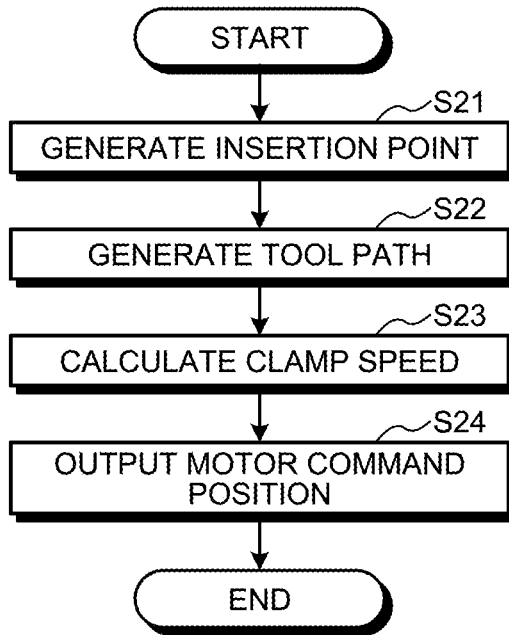 START
S21
GENERATE INSERTION POINT
S22
GENERATE TOOL PATH
S23
CALCULATE CLAMP SPEED
S24
OUTPUT MOTOR COMMAND
POSITION
END